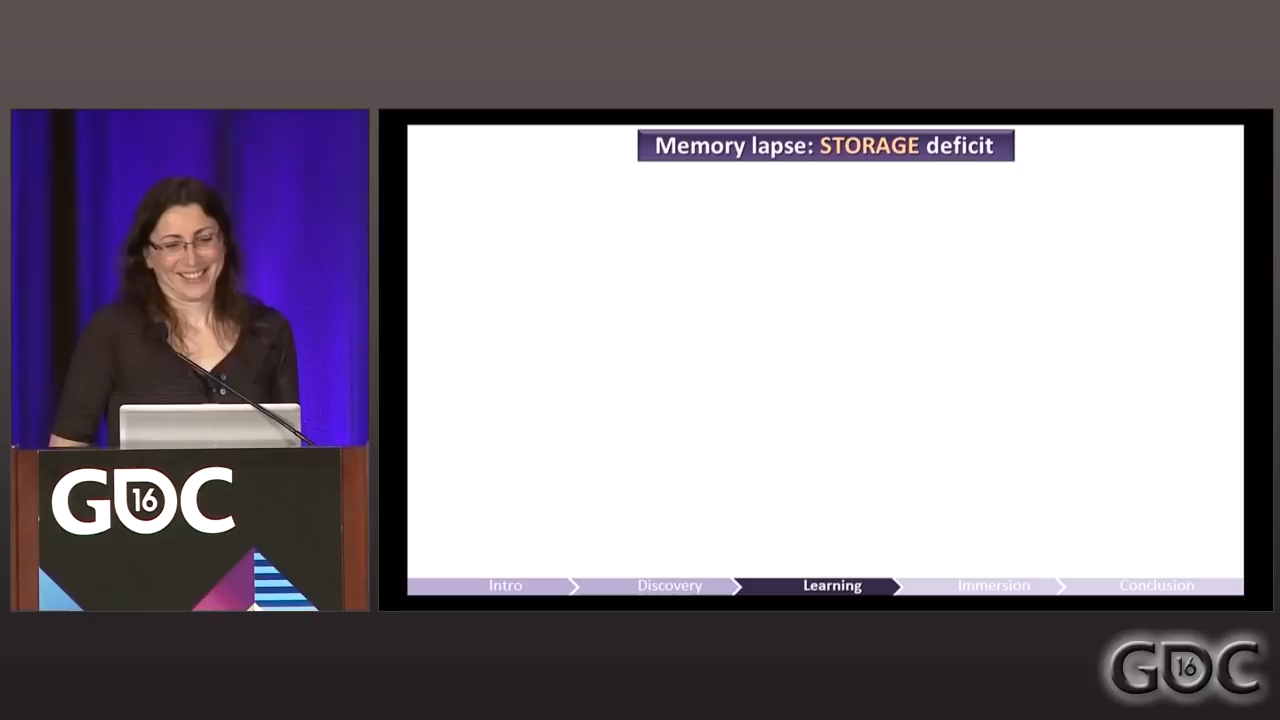 Memory lapse: STORAGE deficit
GDC
16
Intro
Discovery
Learning
Immersion
Conclusion
GDC
16